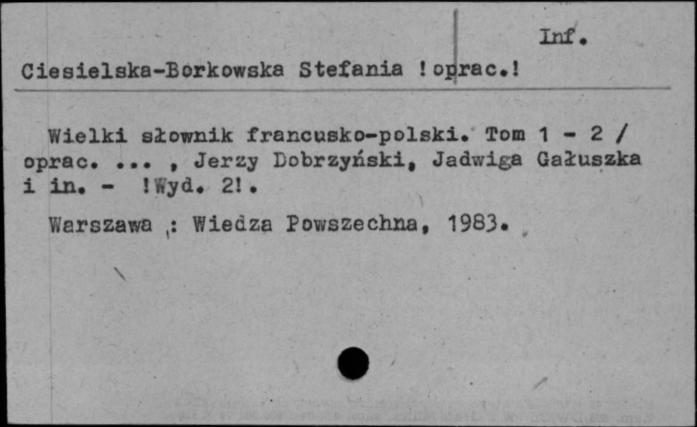 Inf.
Ciesielska-Borkowska Stefania !oprac.!
Wielki słownik francusko-polski. Tom 1 - 2 /
oprac. ... , Jerzy Dobrzyński, Jadwiga Gałuszka
i in. - !Wyd. 2!.
Warszawa : Wiedza Powszechna, 1983.